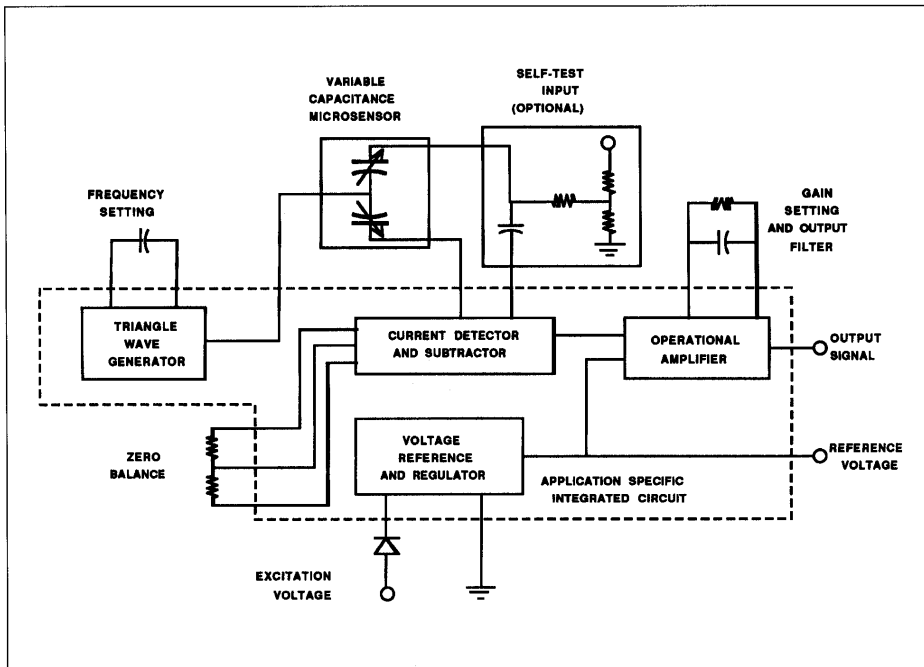 SELF-TEST
INPUT
(OPTIONAL)
VARIABLE
CAPACITANCE
MICROSENSOR
FREQUENCY
SETTING
GAIN
SETTING
AND OUTPUT
FILTER
TRIANGLE
WAVE
GENERATOR
CURRENT DETECTOR
AND SUBTRACTOR
OPERATIONAL
AMPLIFIER
OUTPUT
SIGNAL
ZERO
BALANCE
VOLTAGE
REFERENCE
AND REGULATOR
REFERENCE
VOLTAGE
APPLICATION SPECIFIC
INTEGRATED CIRCUIT
EXCITATION
VOLTAGE